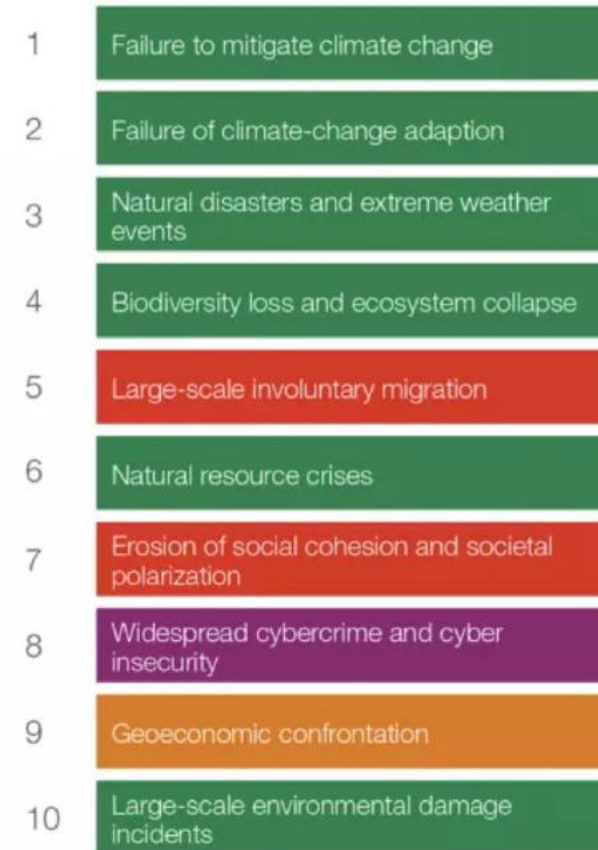 1 Failure to mitigate climate change
2 Failure of climate-change adaption
3 Natural disasters and extreme weather
events
4 Biodiversity loss and ecosystem collapse
5 Large-scale involuntary migration
6 Natural resource crises
7 Erosion of social cohesion and societal
polarization
8 Widespread cybercrime and cyber
insecurity
9 Geoeconomic confrontation
10 Large-scale environmental damage
incidents